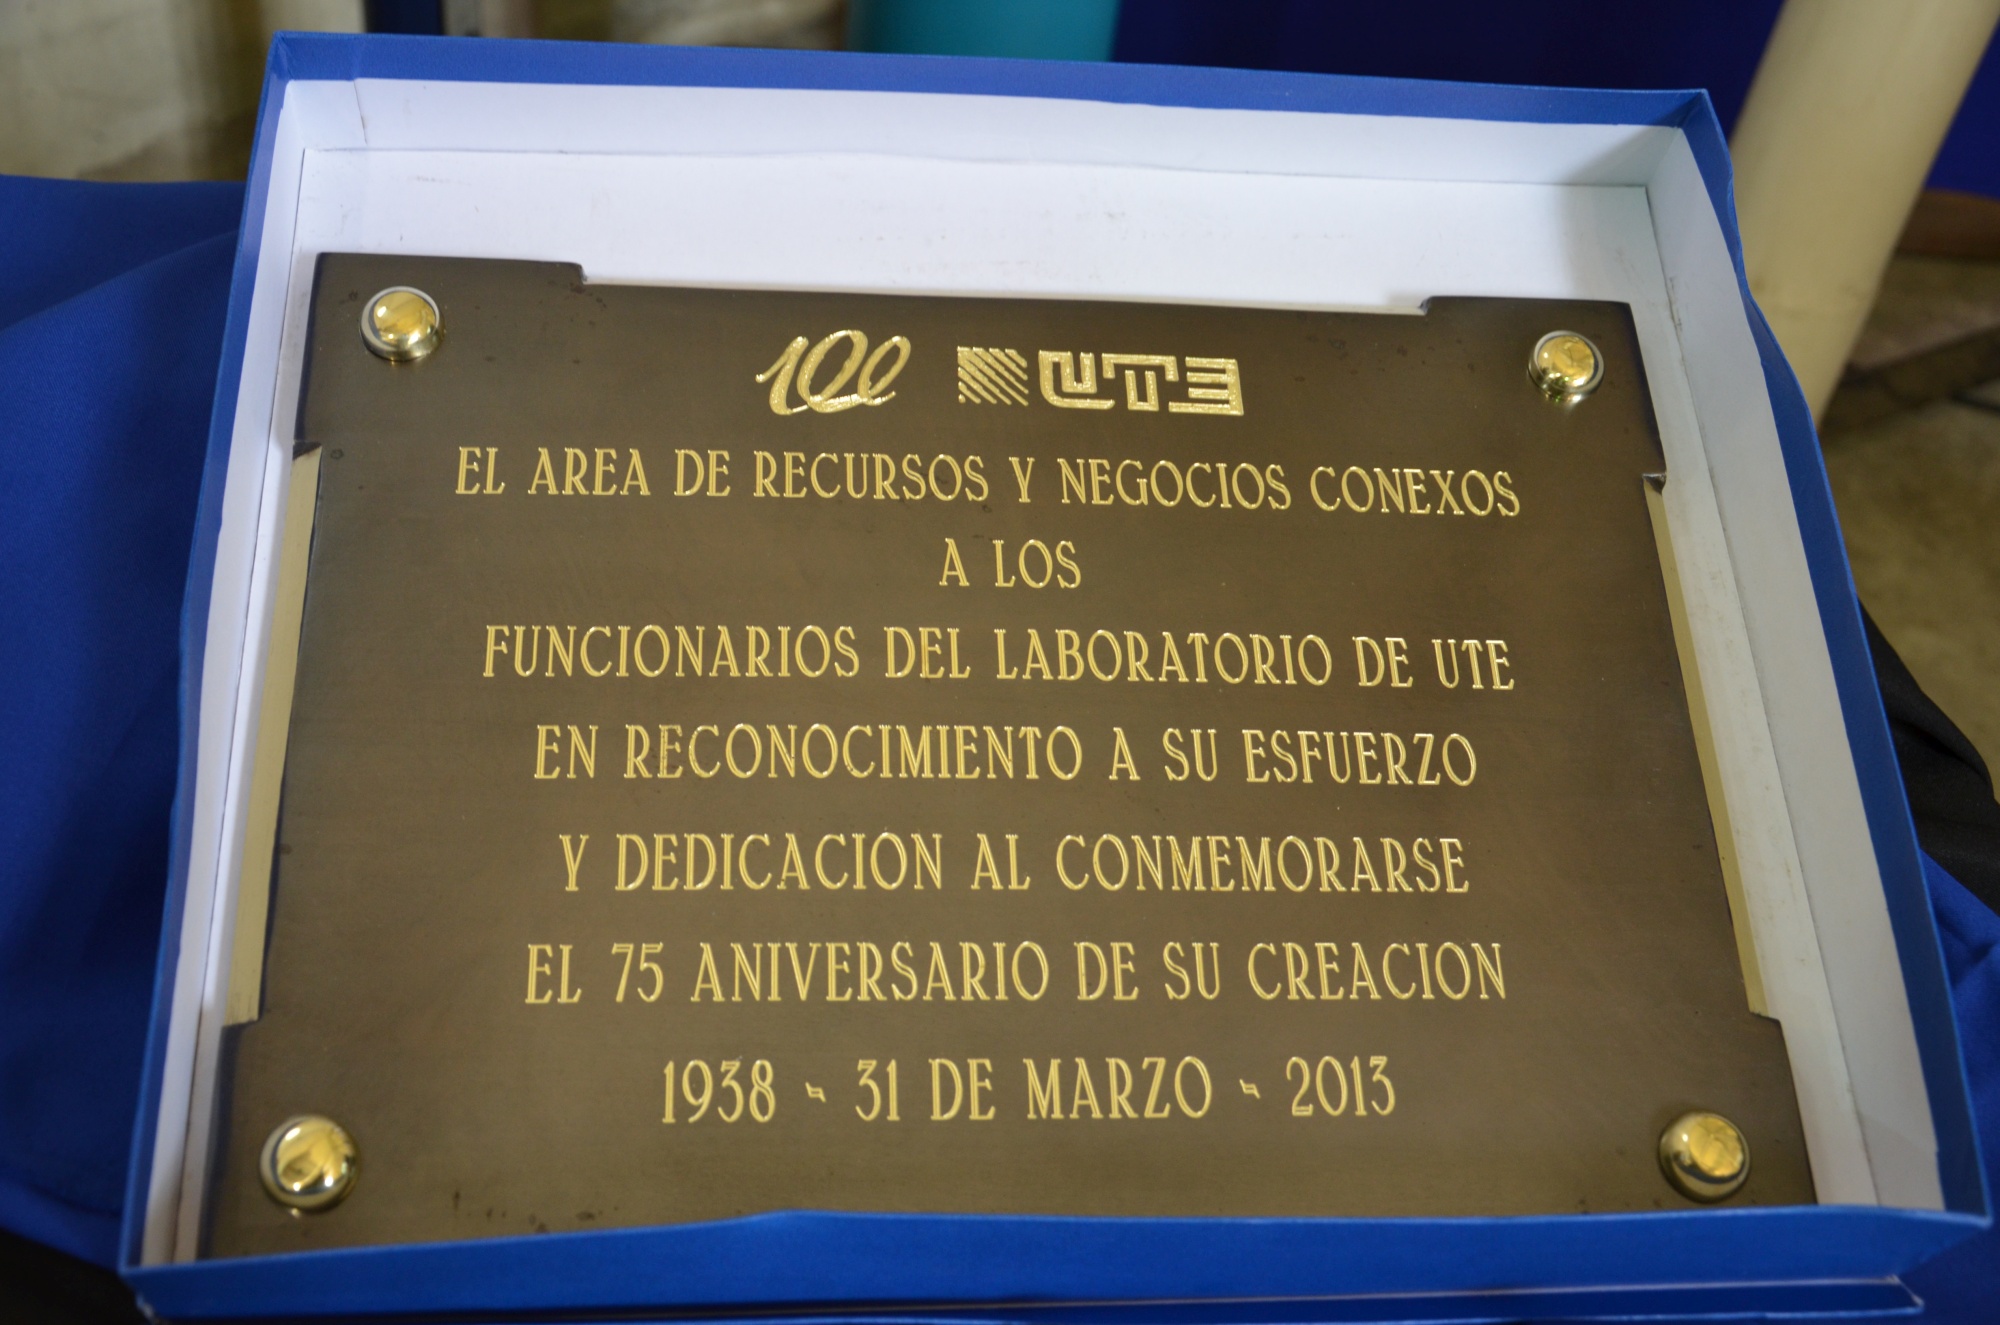 100 UTE
EL AREA DE RECURSOS Y NEGOCIOS CONEXOS
A LOS
FUNCIONARIOS DEL LABORATORIO DE UTE
EN RECONOCIMIENTO A SU ESFUERZO
Y DEDICACION AL CONMEMORARSE
EL 75 ANIVERSARIO DE SU CREACION
1938 - 31 DE MARZO - 2013